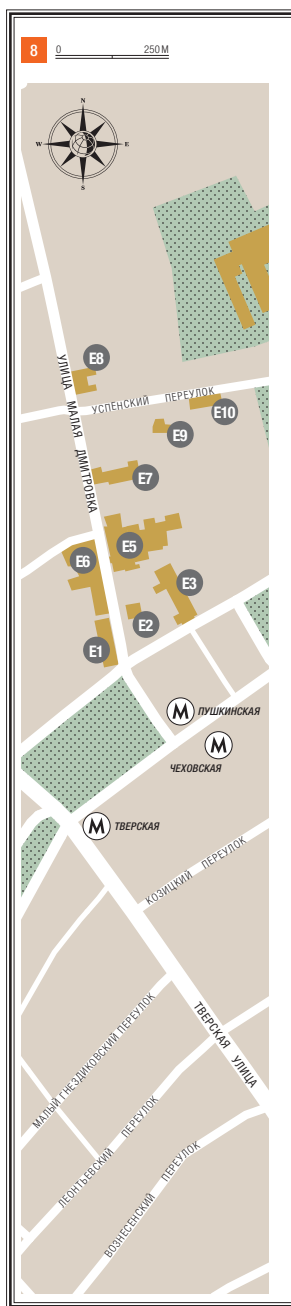 8
0 250 М
N
W E
S
E8
УЛИЦА МАЛАЯ ДМИТРОВКА
УСПЕНСКИЙ ПЕРЕУЛОК
E10
E9
E7
E5
E6
E3
E2
E1
М ПУШКИНСКАЯ
М
ЧЕХОВСКАЯ
М ТВЕРСКАЯ
КОЗИЦКИЙ ПЕРЕУЛОК
ТВЕРСКАЯ УЛИЦА
МАЛЫЙ ГНЕЗДИКОВСКИЙ ПЕРЕУЛОК
ЛЕОНТЬЕВСКИЙ ПЕРЕУЛОК
ВОЗНЕСЕНСКИЙ ПЕРЕУЛОК